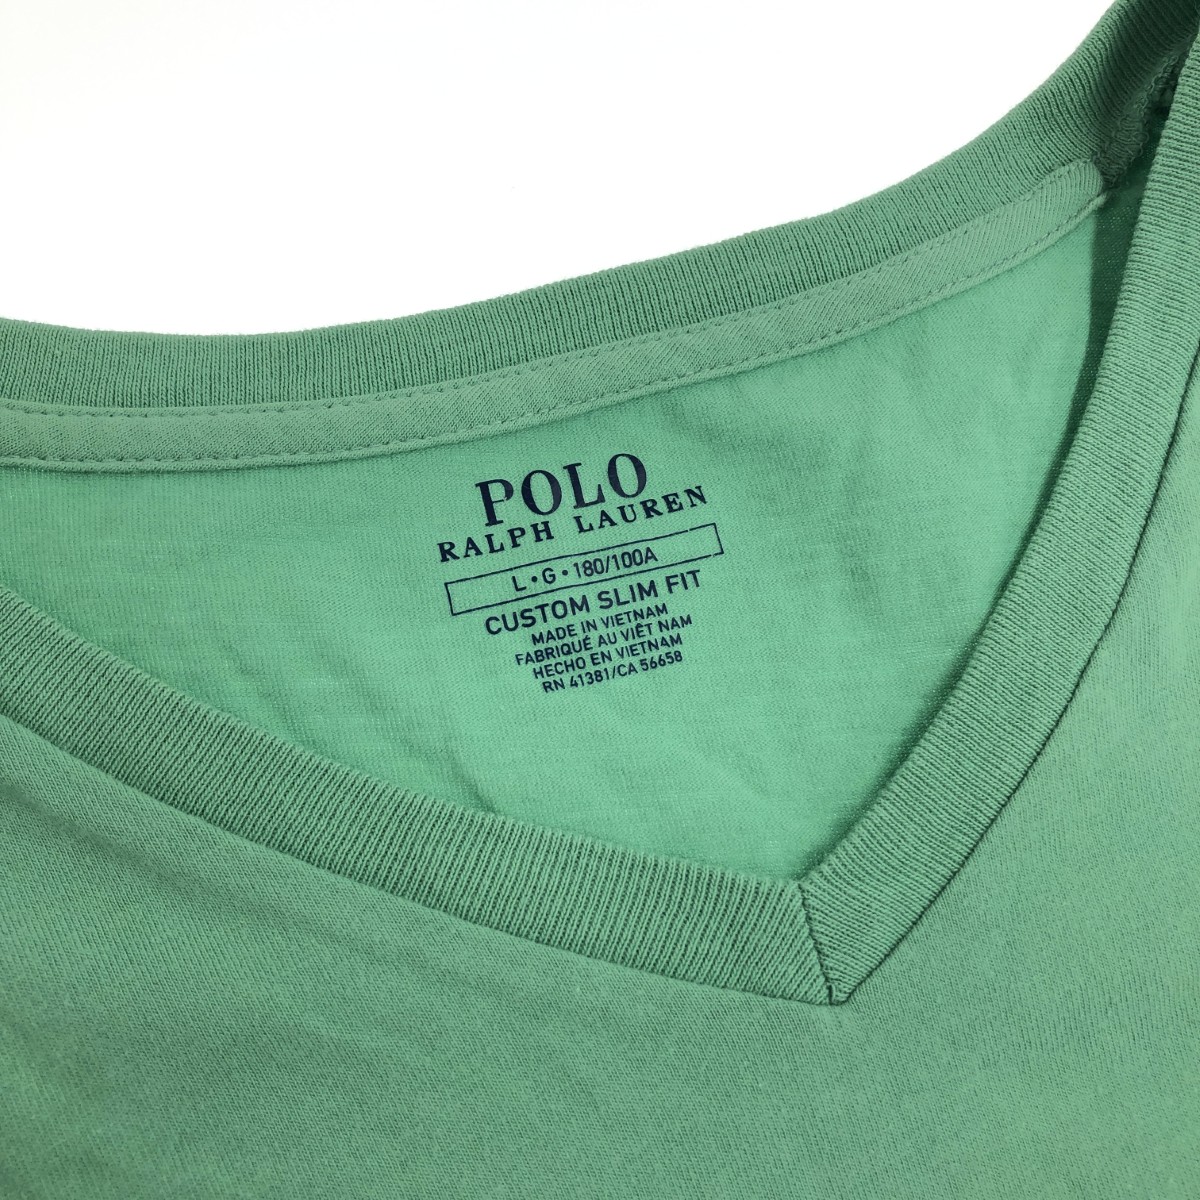 POLO
RALPH LAUREN
L • G • 180/100A
CUSTOM SLIM FIT
MADE IN VIETNAM
FABRIQUÉ AU VIÊT NAM
HECHO EN VIETNAM
RN 41381/CA 56658